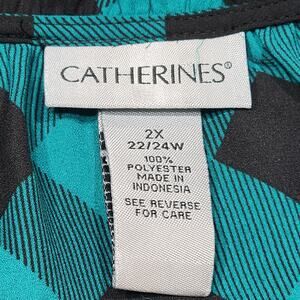 CATHERINES®
2X
22/24W
100%
POLYESTER
MADE IN
INDONESIA
SEE REVERSE
FOR CARE